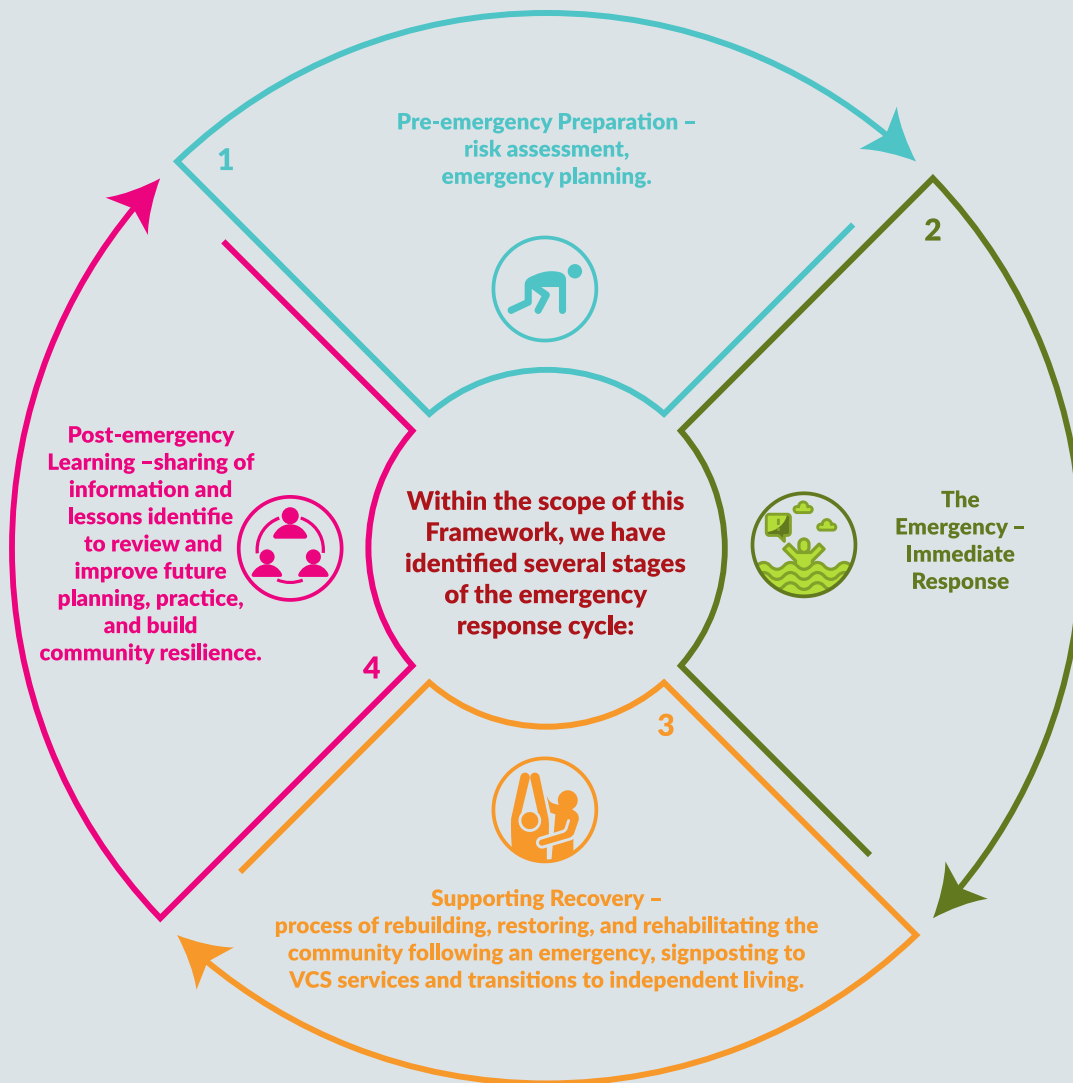 1
Pre-emergency Preparation –
risk assessment,
emergency planning.
2
The
Emergency –
Immediate
Response
Within the scope of this
Framework, we have
identified several stages
of the emergency
response cycle:
3
Supporting Recovery –
process of rebuilding, restoring, and rehabilitating the
community following an emergency, signposting to
VCS services and transitions to independent living.
4
Post-emergency
Learning –sharing of
information and
lessons identifie
to review and
improve future
planning, practice,
and build
community resilience.